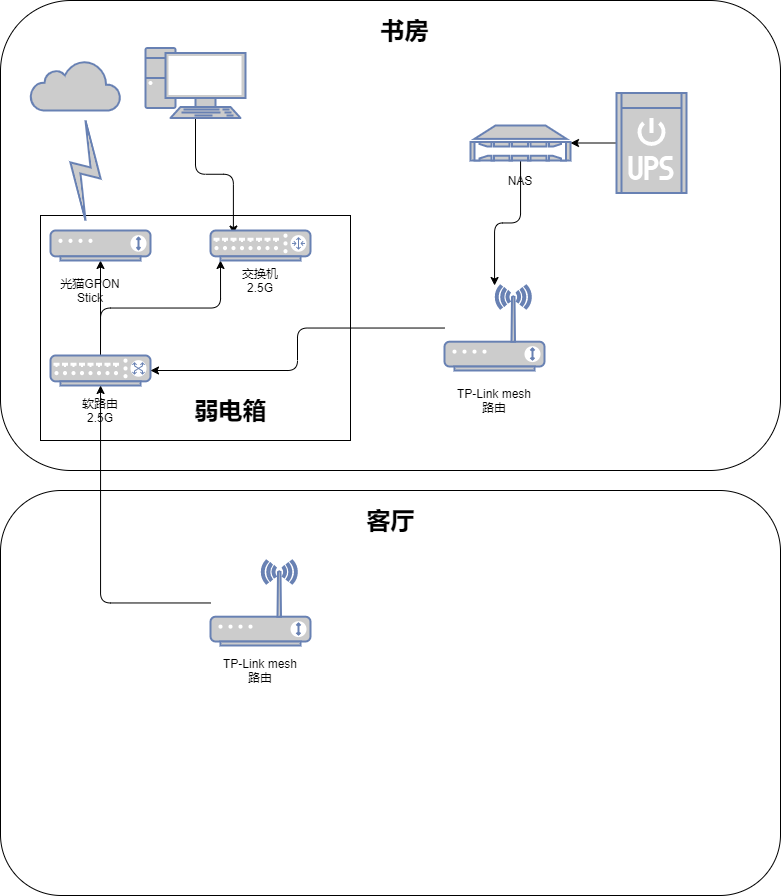 书房
UPS
NAS
光猫GPON
Stick
交换机
2.5G
TP-Link mesh
路由
软路由
2.5G
弱电箱
客厅
TP-Link mesh
路由